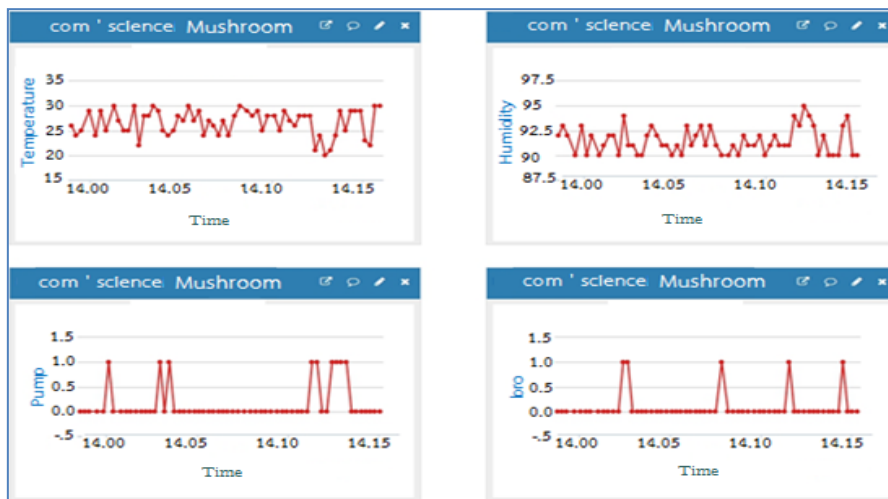 com ' science Mushroom
Temperature
35
30
25
20
15
14.00 14.05 14.10 14.15
Time
com ' science Mushroom
Humidity
97.5
95
92.5
90
87.5
14.00 14.05 14.10 14.15
Time
com ' science Mushroom
Pump
1.5
1.0
0.5
0.0
-.5
14.00 14.05 14.10 14.15
Time
com ' science Mushroom
bro
1.5
1.0
0.5
0.0
-.5
14.00 14.05 14.10 14.15
Time